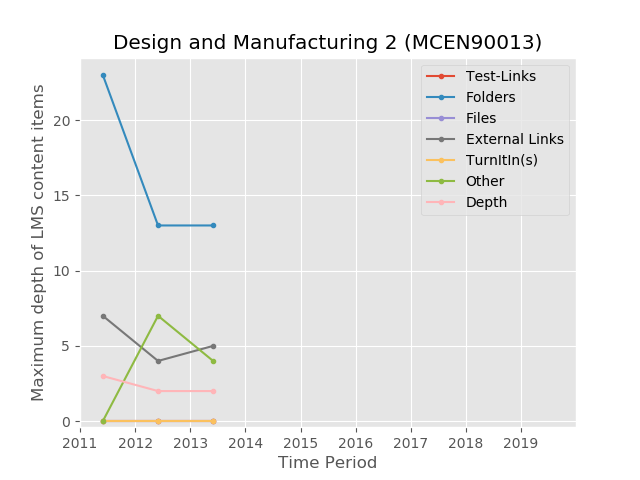 Design and Manufacturing 2 (MCEN90013)
Maximum depth of LMS content items
20
15
10
5
0
Test-Links
Folders
Files
External Links
TurnItIn(s)
Other
Depth
2011 2012 2013 2014 2015 2016 2017 2018 2019
Time Period